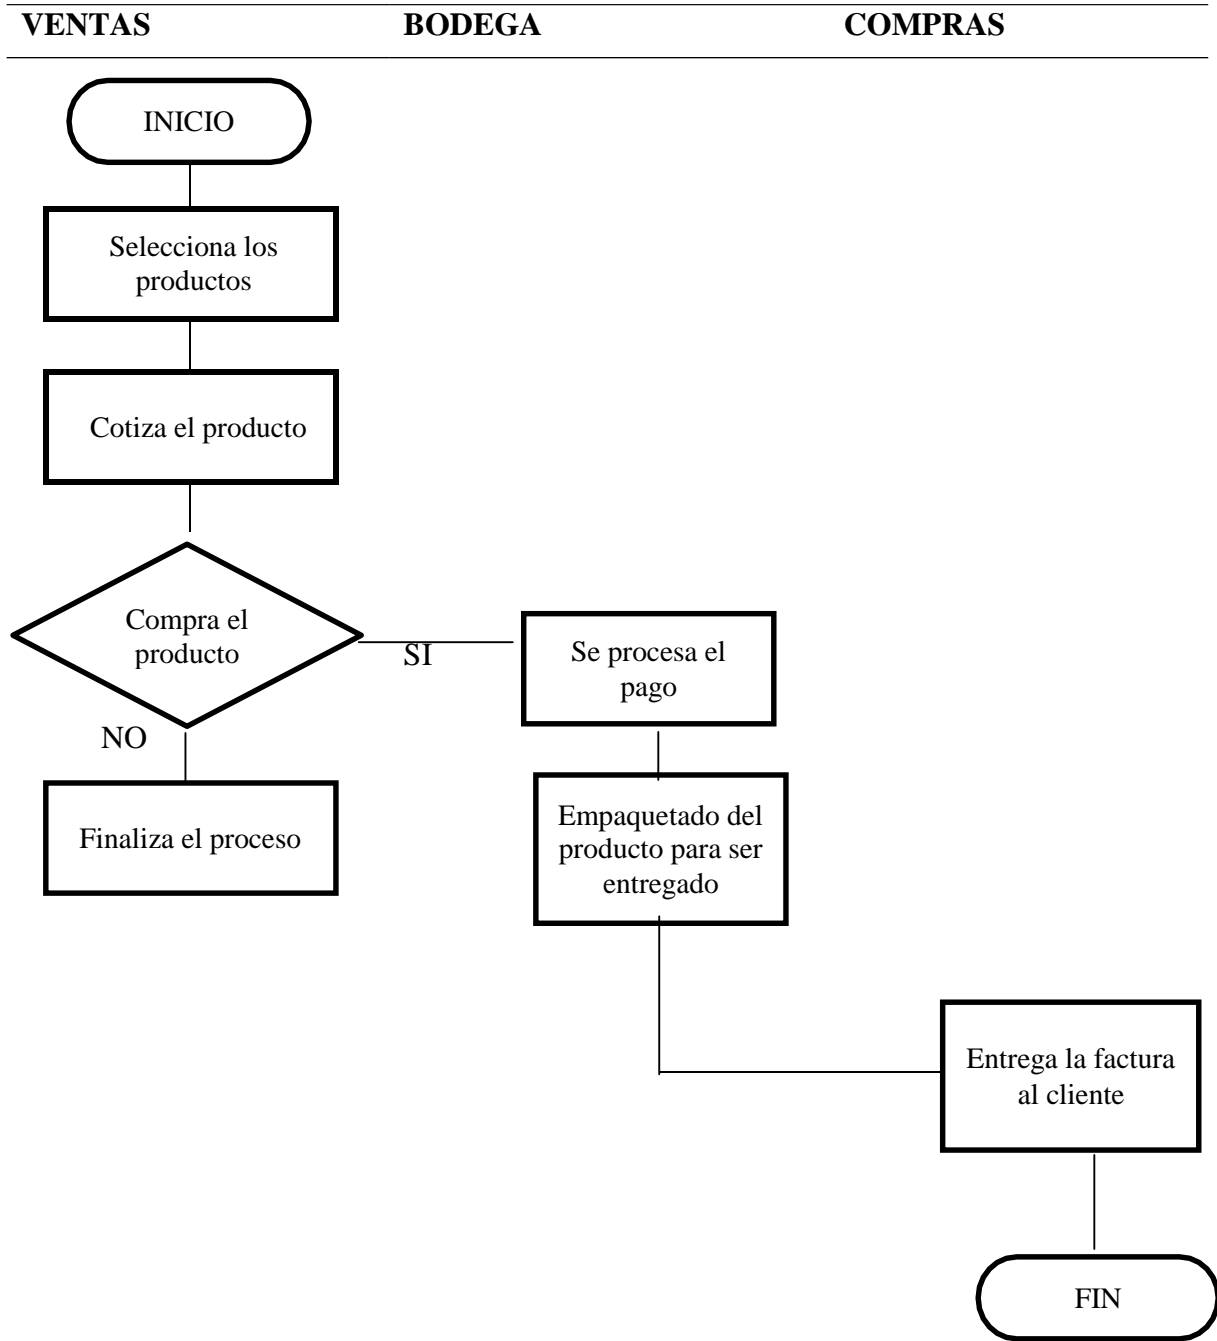 VENTAS BODEGA COMPRAS
INICIO
Selecciona los
productos
Cotiza el producto
Compra el
producto
SI
NO
Finaliza el proceso
Se procesa el
pago
Empaquetado del
producto para ser
entregado
Entrega la factura
al cliente
FIN